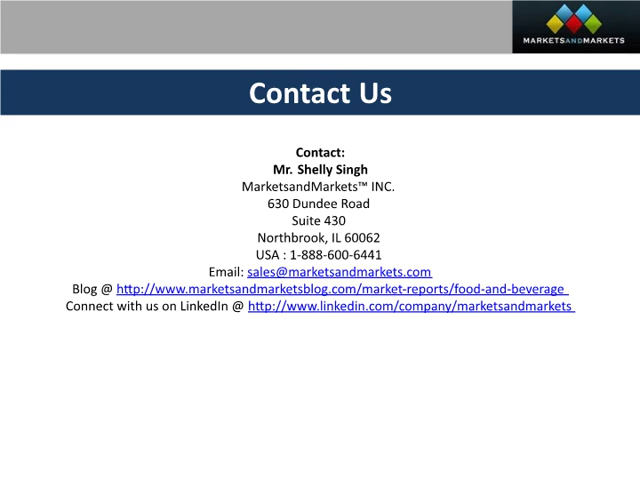 MARKETSANDMARKETS
Contact Us
Contact:
Mr. Shelly Singh
MarketsandMarkets™ INC.
630 Dundee Road
Suite 430
Northbrook, IL 60062
USA : 1-888-600-6441
Email: sales@marketsandmarkets.com
Blog @ http://www.marketsandmarketsblog.com/market-reports/food-and-beverage
Connect with us on LinkedIn @ http://www.linkedin.com/company/marketsandmarkets